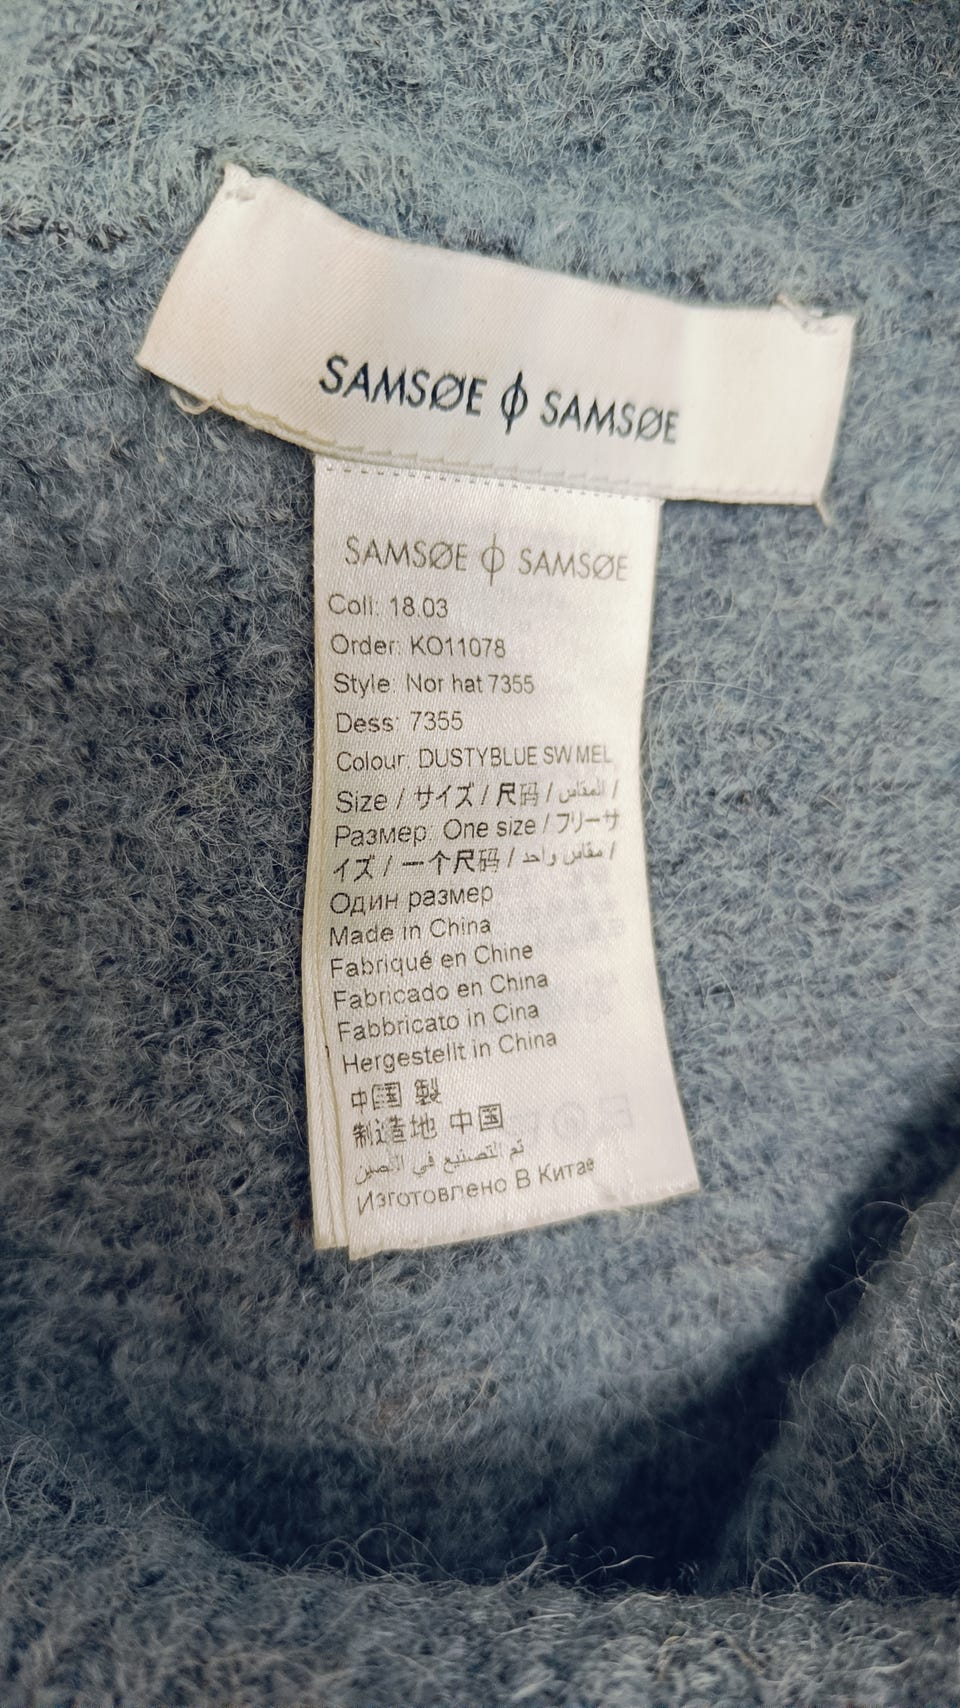 SAMSØE ϕ SAMSØE
SAMSØE ϕ SAMSØE
Coll: 18.03
Order: KO11078
Style: Nor hat 7355
Dess: 7355
Colour: DUSTYBLUE SW MEL
Size / サイズ / 尺码 / المقاس /
Размер: One size / フリーサ
イズ / 一个尺码 / مقاس واحد /
Один размер
Made in China
Fabriqué en Chine
Fabricado en China
Fabbricato in Cina
Hergestellt in China
中国 製
制造地 中国
تم التصنيع في الصين
Изготовлено В Китае